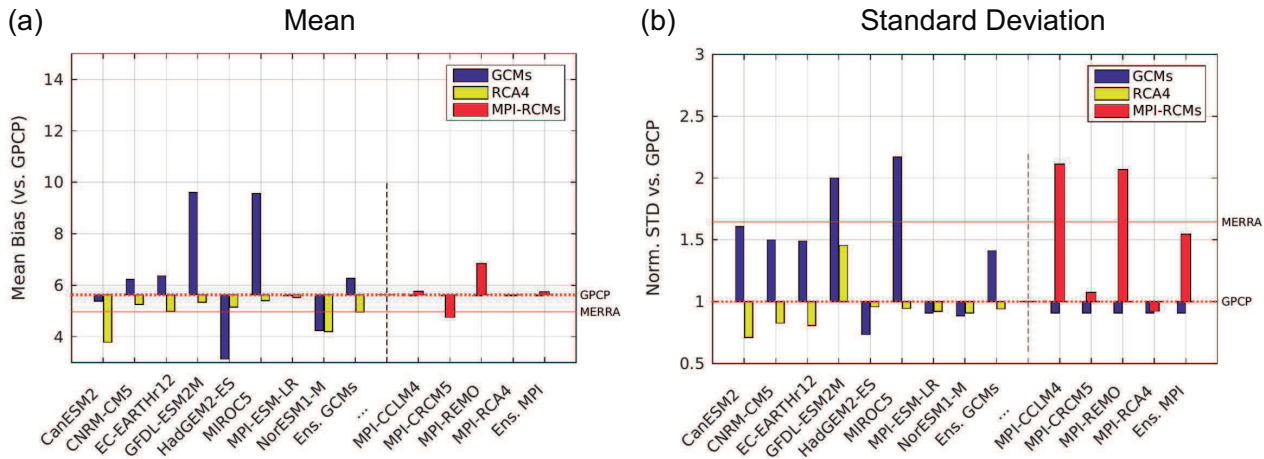 (a) Mean
(b) Standard Deviation
Mean Bias (vs. GPCP)
14
12
10
8
6
4
GCMs
RCA4
MPI-RCMs
GPCP
MERRA
CanESM2
CNRM-CM5
EC-EARTHr12
GFDL-ESM2M
HadGEM2-ES
MIROC5
MPI-ESM-LR
NorESM1-M
Ens. GCMs
...
MPI-CCLM4
MPI-CRCM5
MPI-REMO
MPI-RCA4
Ens. MPI
Norm. STD vs. GPCP
3
2.5
2
1.5
1
0.5
GCMs
RCA4
MPI-RCMs
MERRA
GPCP
CanESM2
CNRM-CM5
EC-EARTHr12
GFDL-ESM2M
HadGEM2-ES
MIROC5
MPI-ESM-LR
NorESM1-M
Ens. GCMs
...
MPI-CCLM4
MPI-CRCM5
MPI-REMO
MPI-RCA4
Ens. MPI